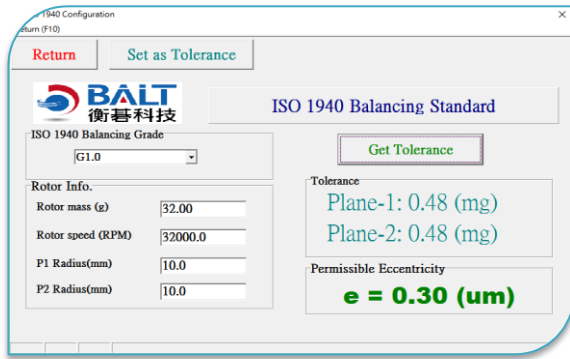 1940 Configuration
Return (F10)
Return
Set as Tolerance
BALT
衡碁科技
ISO 1940 Balancing Standard
ISO 1940 Balancing Grade
G1.0
Get Tolerance
Rotor Info.
Rotor mass (g)
32.00
Rotor speed (RPM)
32000.0
P1 Radius(mm)
10.0
P2 Radius(mm)
10.0
Tolerance
Plane-1: 0.48 (mg)
Plane-2: 0.48 (mg)
Permissible Eccentricity
e = 0.30 (um)